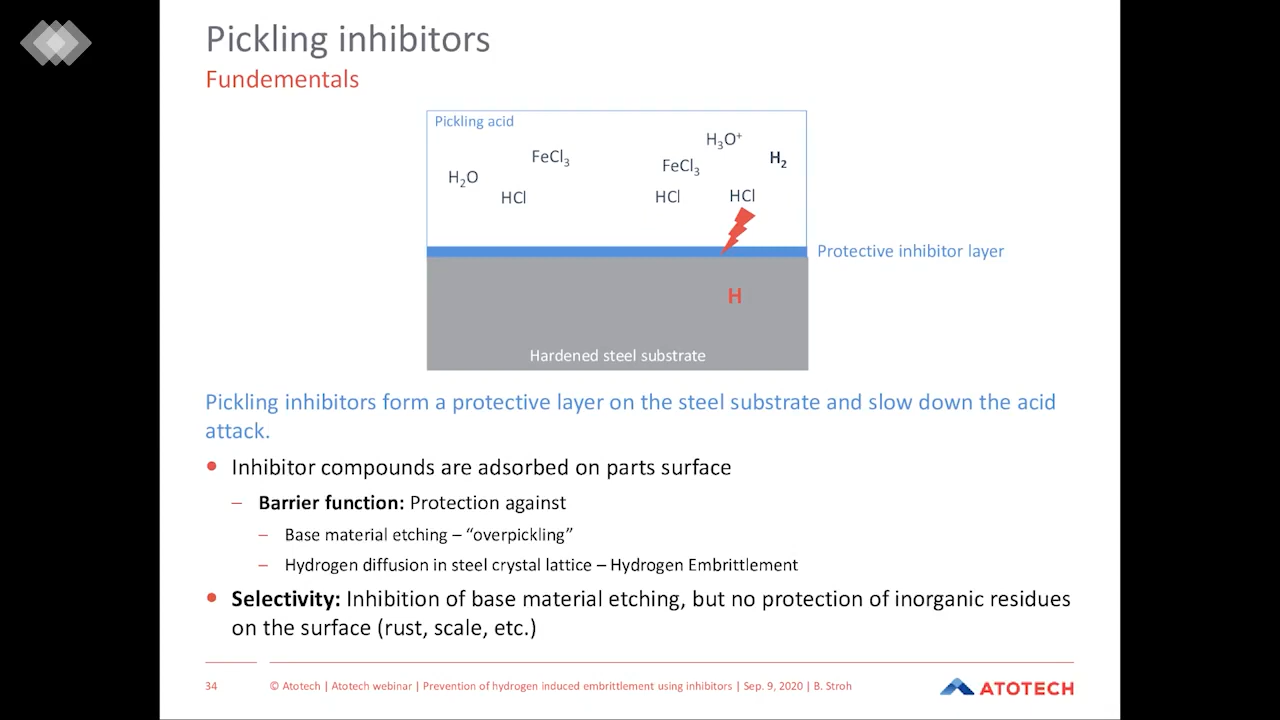 Pickling inhibitors
Fundementals
Pickling acid
H₃O⁺
FeCl₃
FeCl₃
H₂
H₂O
HCl
HCl
HCl
Protective inhibitor layer
H
Hardened steel substrate
Pickling inhibitors form a protective layer on the steel substrate and slow down the acid
attack.
• Inhibitor compounds are adsorbed on parts surface
– Barrier function: Protection against
– Base material etching – “overpickling”
– Hydrogen diffusion in steel crystal lattice – Hydrogen Embrittlement
• Selectivity: Inhibition of base material etching, but no protection of inorganic residues
on the surface (rust, scale, etc.)
34 © Atotech | Atotech webinar | Prevention of hydrogen induced embrittlement using inhibitors | Sep. 9, 2020 | B. Stroh
ATOTECH